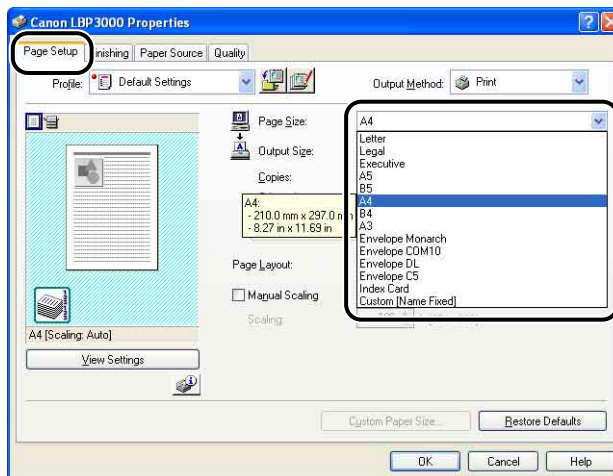 Canon LBP3000 Properties
Page Setup Finishing Paper Source Quality
Profile: Default Settings Output Method: Print
Page Size: A4
Output Size:
Copies:
Letter
Legal
Executive
A5
B5
A4
B4
A3
Envelope Monarch
Envelope COM10
Envelope DL
Envelope C5
Index Card
Custom [Name Fixed]
A4:
- 210.0 mm x 297.0 m
- 8.27 in x 11.69 in
Page Layout:
Manual Scaling
Scaling:
A4 [Scaling: Auto]
View Settings
Custom Paper Size...
Restore Defaults
OK Cancel Help